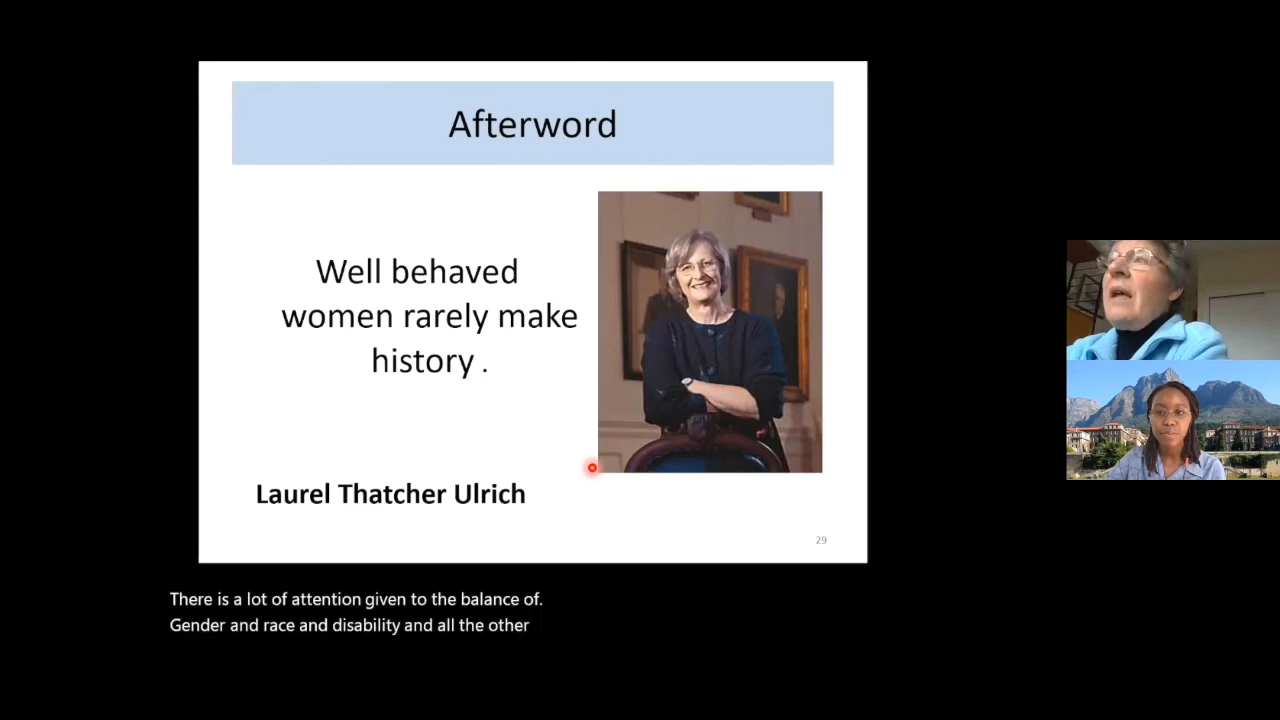 Afterword
Well behaved
women rarely make
history .
Laurel Thatcher Ulrich
29
There is a lot of attention given to the balance of.
Gender and race and disability and all the other